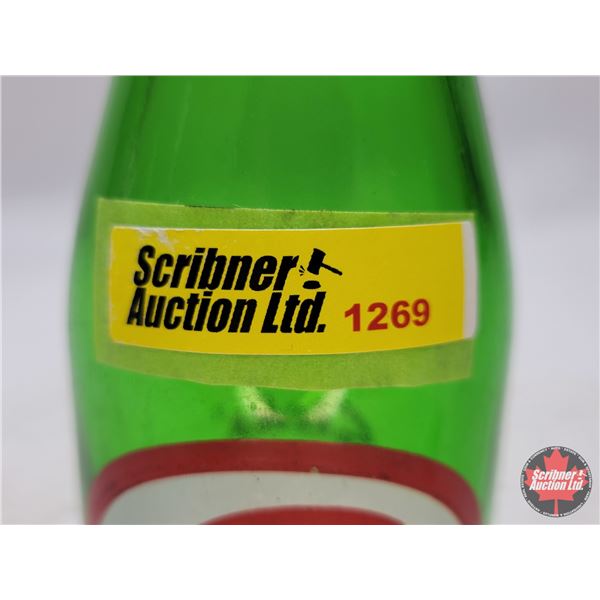 Scribner
Auction Ltd. 1269
Scribner
Auction Ltd.